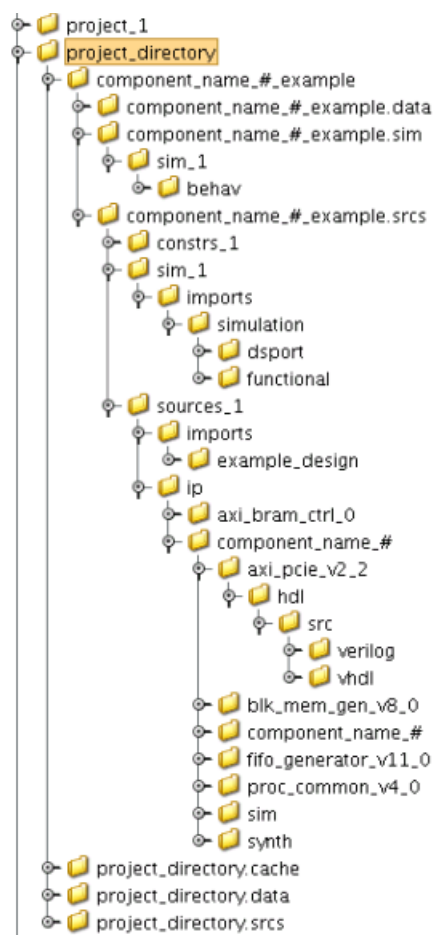 project_1
project_directory
component_name_#_example
component_name_#_example.data
component_name_#_example.sim
sim_1
behav
component_name_#_example.srcs
constrs_1
sim_1
imports
simulation
dsport
functional
sources_1
imports
example_design
ip
axi_bram_ctrl_0
component_name_#
axi_pcie_v2_2
hdl
src
verilog
vhdl
blk_mem_gen_v8_0
component_name_#
fifo_generator_v11_0
proc_common_v4_0
sim
synth
project_directory.cache
project_directory.data
project_directory.srcs